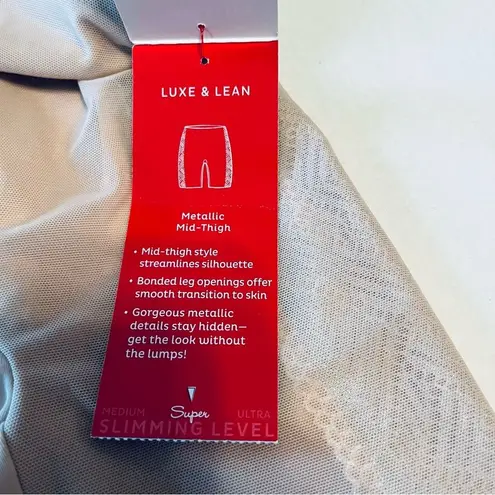 LUXE & LEAN
Metallic
Mid-Thigh
• Mid-thigh style
streamlines silhouette
• Bonded leg openings offer
smooth transition to skin
• Gorgeous metallic
details stay hidden—
get the look without
the lumps!
MEDIUM Super ULTRA
SLIMMING LEVEL